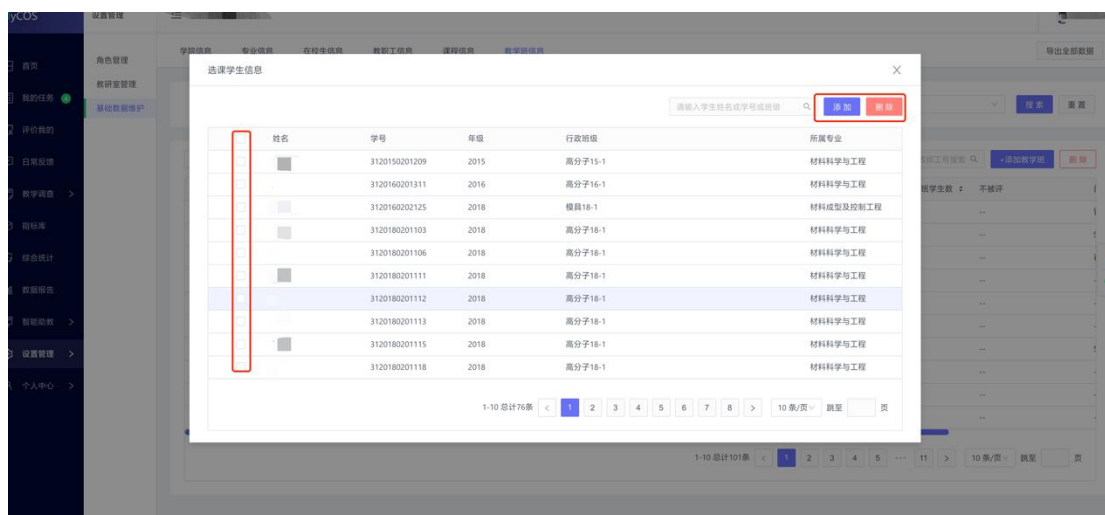 yCOS
设置管理
首页
我的任务 4
评价我的
日常反馈
教学调查 >
指标库
综合统计
数据报告
智能助教 >
设置管理 >
个人中心 >
角色管理
教研室管理
基础数据维护
学院信息 专业信息 在校生信息 教职工信息 课程信息 教学班信息
导出全部数据
搜索 重置
选课学生信息
请输入学生姓名或学号或班级 添加 删除
姓名 学号 年级 行政班级 所属专业
3120150201209 2015 高分子15-1 材料科学与工程
3120160201311 2016 高分子16-1 材料科学与工程
3120160202125 2018 模具18-1 材料成型及控制工程
3120180201103 2018 高分子18-1 材料科学与工程
3120180201106 2018 高分子18-1 材料科学与工程
3120180201111 2018 高分子18-1 材料科学与工程
3120180201112 2018 高分子18-1 材料科学与工程
3120180201113 2018 高分子18-1 材料科学与工程
3120180201115 2018 高分子18-1 材料科学与工程
3120180201118 2018 高分子18-1 材料科学与工程
1-10 总计76条 < 1 2 3 4 5 6 7 8 > 10 条/页 跳至 页
工号搜索 +添加教学班 删除
学生数 不被评
--
--
--
--
--
--
--
--
--
--
1-10 总计101条 < 1 2 3 4 5 ··· 11 > 10 条/页 跳至 页